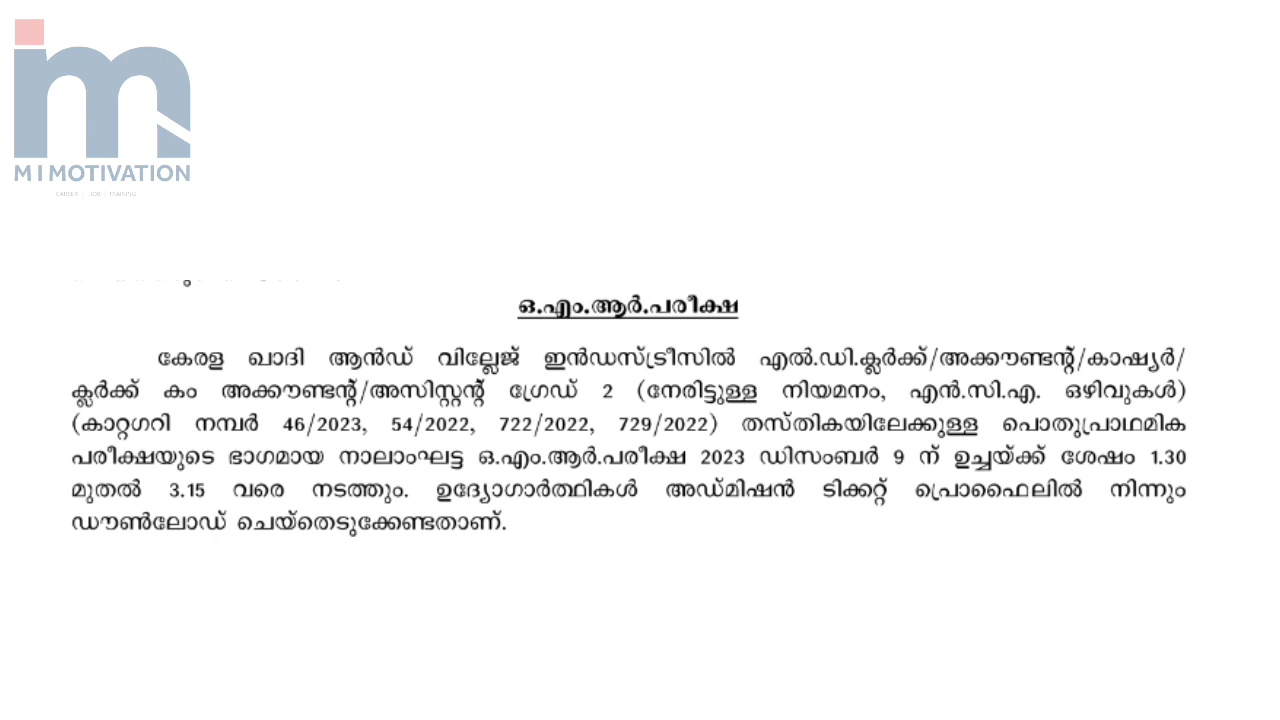 M I MOTIVATION
CAREER | JOB | TRAINING
ഒ.എം.ആർ.പരീക്ഷ
കേരള ഖാദി ആൻഡ് വില്ലേജ് ഇൻഡസ്ട്രീസിൽ എൽ.ഡി.ക്ലർക്ക്/അക്കൗണ്ടന്റ്/കാഷ്യർ/
ക്ലർക്ക് കം അക്കൗണ്ടന്റ്/അസിസ്റ്റന്റ് ഗ്രേഡ് 2 (നേരിട്ടുള്ള നിയമനം, എൻ.സി.എ. ഒഴിവുകൾ)
(കാറ്റഗറി നമ്പർ 46/2023, 54/2022, 722/2022, 729/2022) തസ്തികയിലേക്കുള്ള പൊതുപ്രാഥമിക
പരീക്ഷയുടെ ഭാഗമായ നാലാംഘട്ട ഒ.എം.ആർ.പരീക്ഷ 2023 ഡിസംബർ 9 ന് ഉച്ചയ്ക്ക് ശേഷം 1.30
മുതൽ 3.15 വരെ നടത്തും. ഉദ്യോഗാർത്ഥികൾ അഡ്മിഷൻ ടിക്കറ്റ് പ്രൊഫൈലിൽ നിന്നും
ഡൗൺലോഡ് ചെയ്തെടുക്കേണ്ടതാണ്.